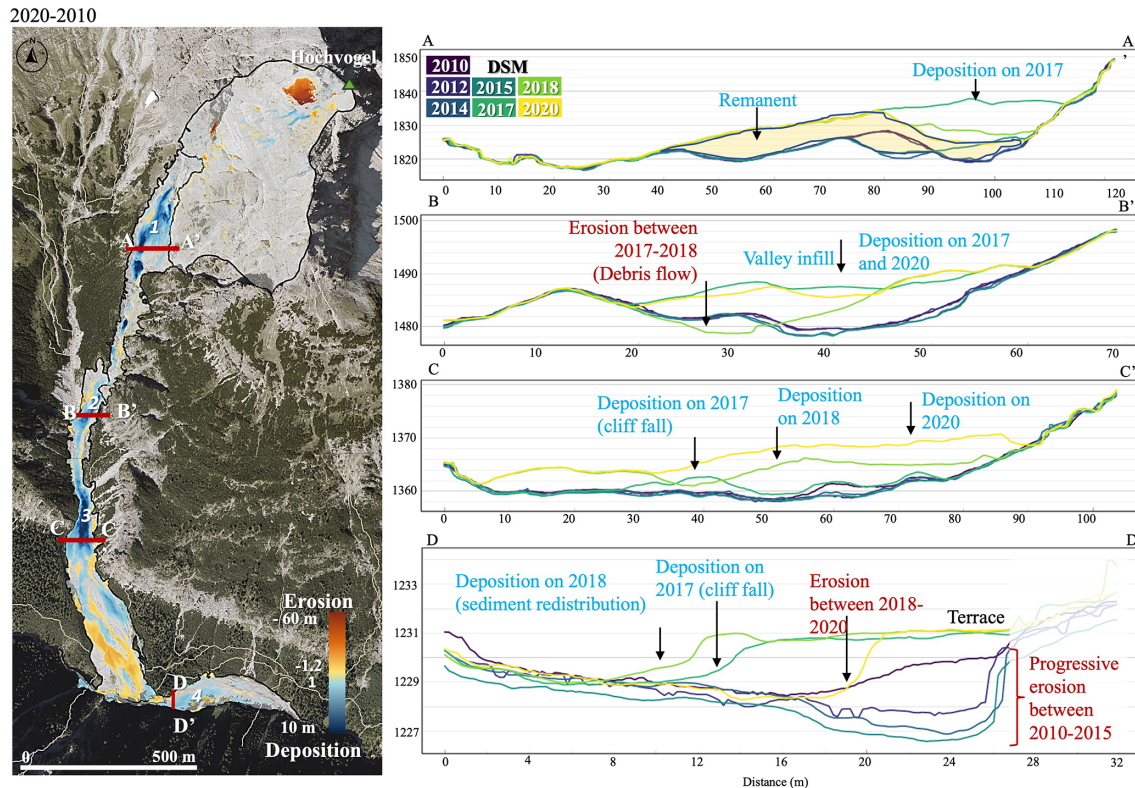 2020-2010
N
Hochvogel
1
A
A'
2
B
B'
3
C
C'
D
4
D'
Erosion
- 60 m
-1.2
1
10 m
Deposition
0
500 m
A
A
'
2010
DSM
2012
2015
2018
2014
2017
2020
Remanent
Deposition on 2017
1850
1840
1830
1820
0
10
20
30
40
50
60
70
80
90
100
110
120
B
B'
Erosion between
2017-2018
(Debris flow)
Valley infill
Deposition on 2017
and 2020
1500
1490
1480
0
10
20
30
40
50
60
70
C
C'
Deposition on 2017
(cliff fall)
Deposition
on 2018
Deposition on
2020
1380
1370
1360
0
10
20
30
40
50
60
70
80
90
100
D
D
Deposition on 2018
(sediment redistribution)
Deposition on
2017 (cliff fall)
Erosion
between 2018-
2020
Terrace
Progressive
erosion
between
2010-2015
1233
1231
1229
1227
0
4
8
12
16
20
24
28
32
Distance (m)